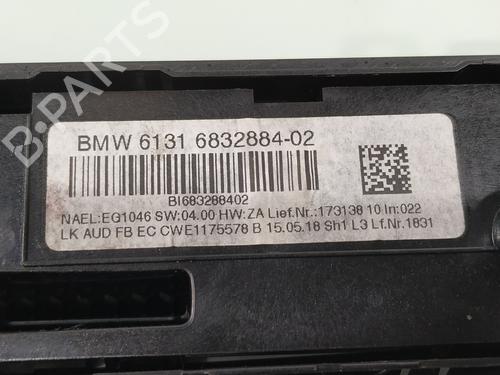 B-PARTS
BMW 6131 6832884-02
BI683288402
NAEL:EG1046 SW:04.00 HW:ZA Lief.Nr.:173138 10 In:022
LK AUD FB EC CWE1175578 B 15.05.18 Sh1 L3 Lf.Nr.1831